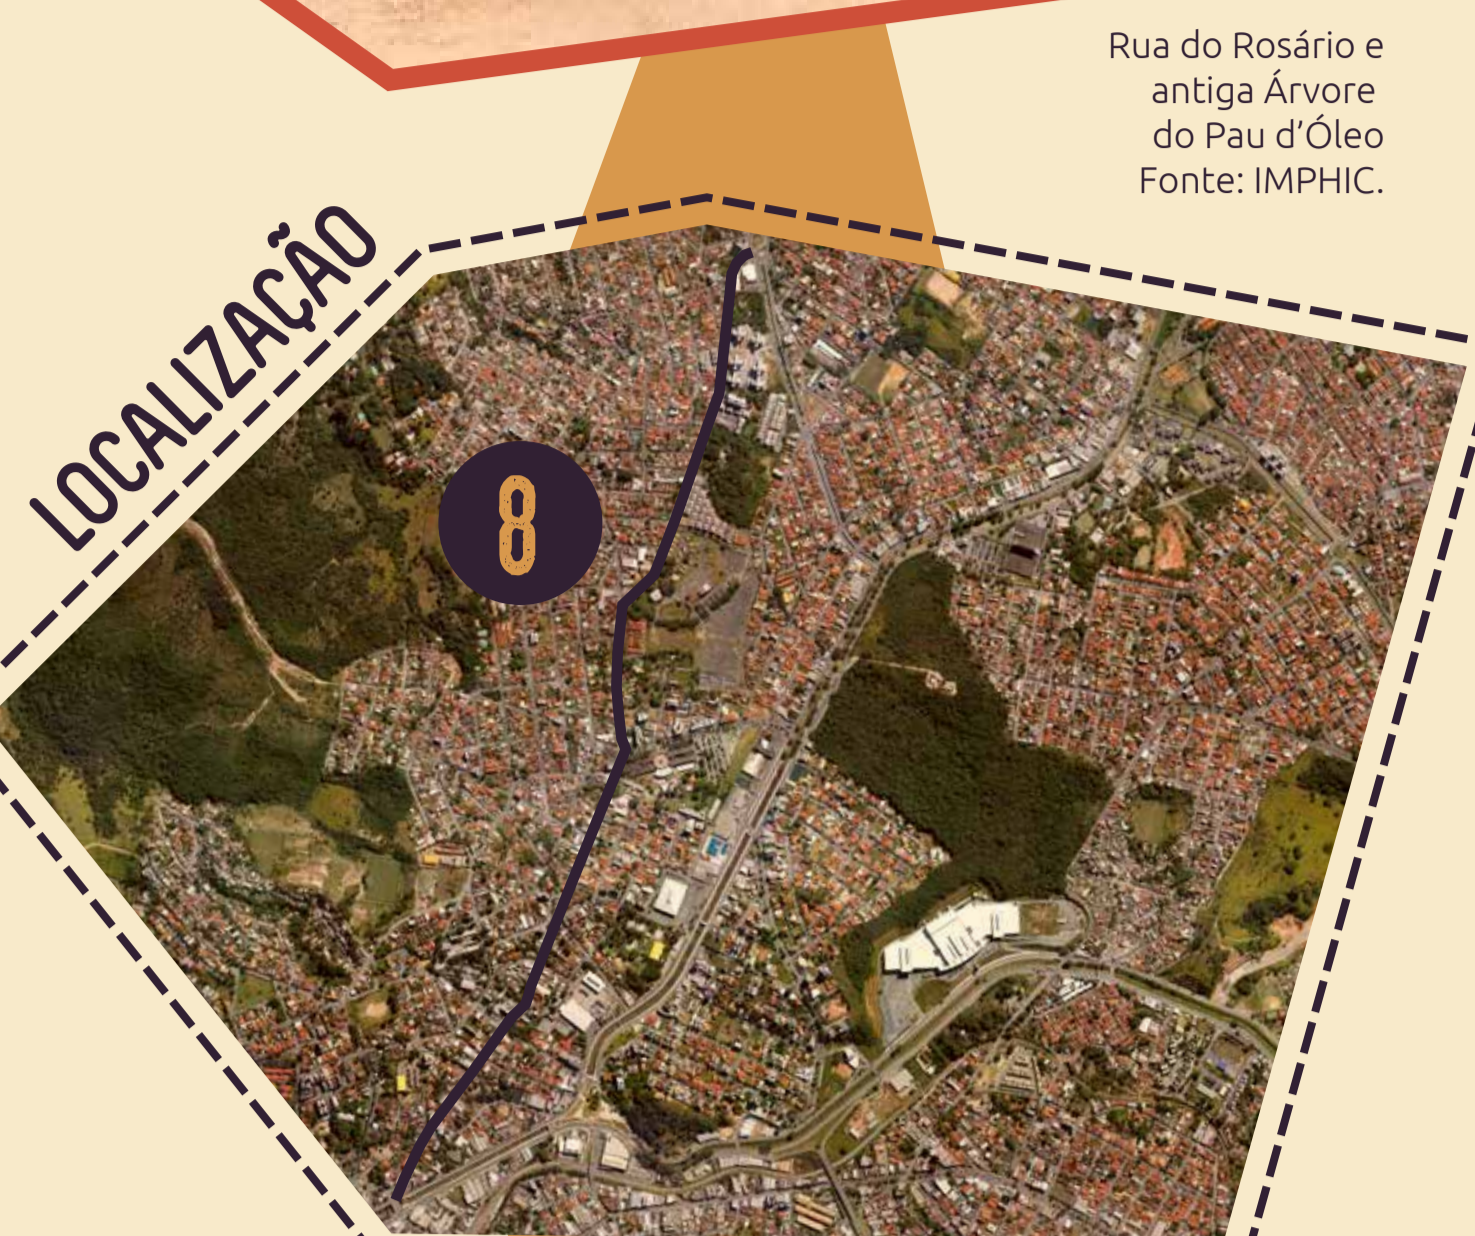 Rua do Rosário e
antiga Árvore
do Pau d’Óleo
Fonte: IMPHIC.
LOCALIZAÇÃO
8